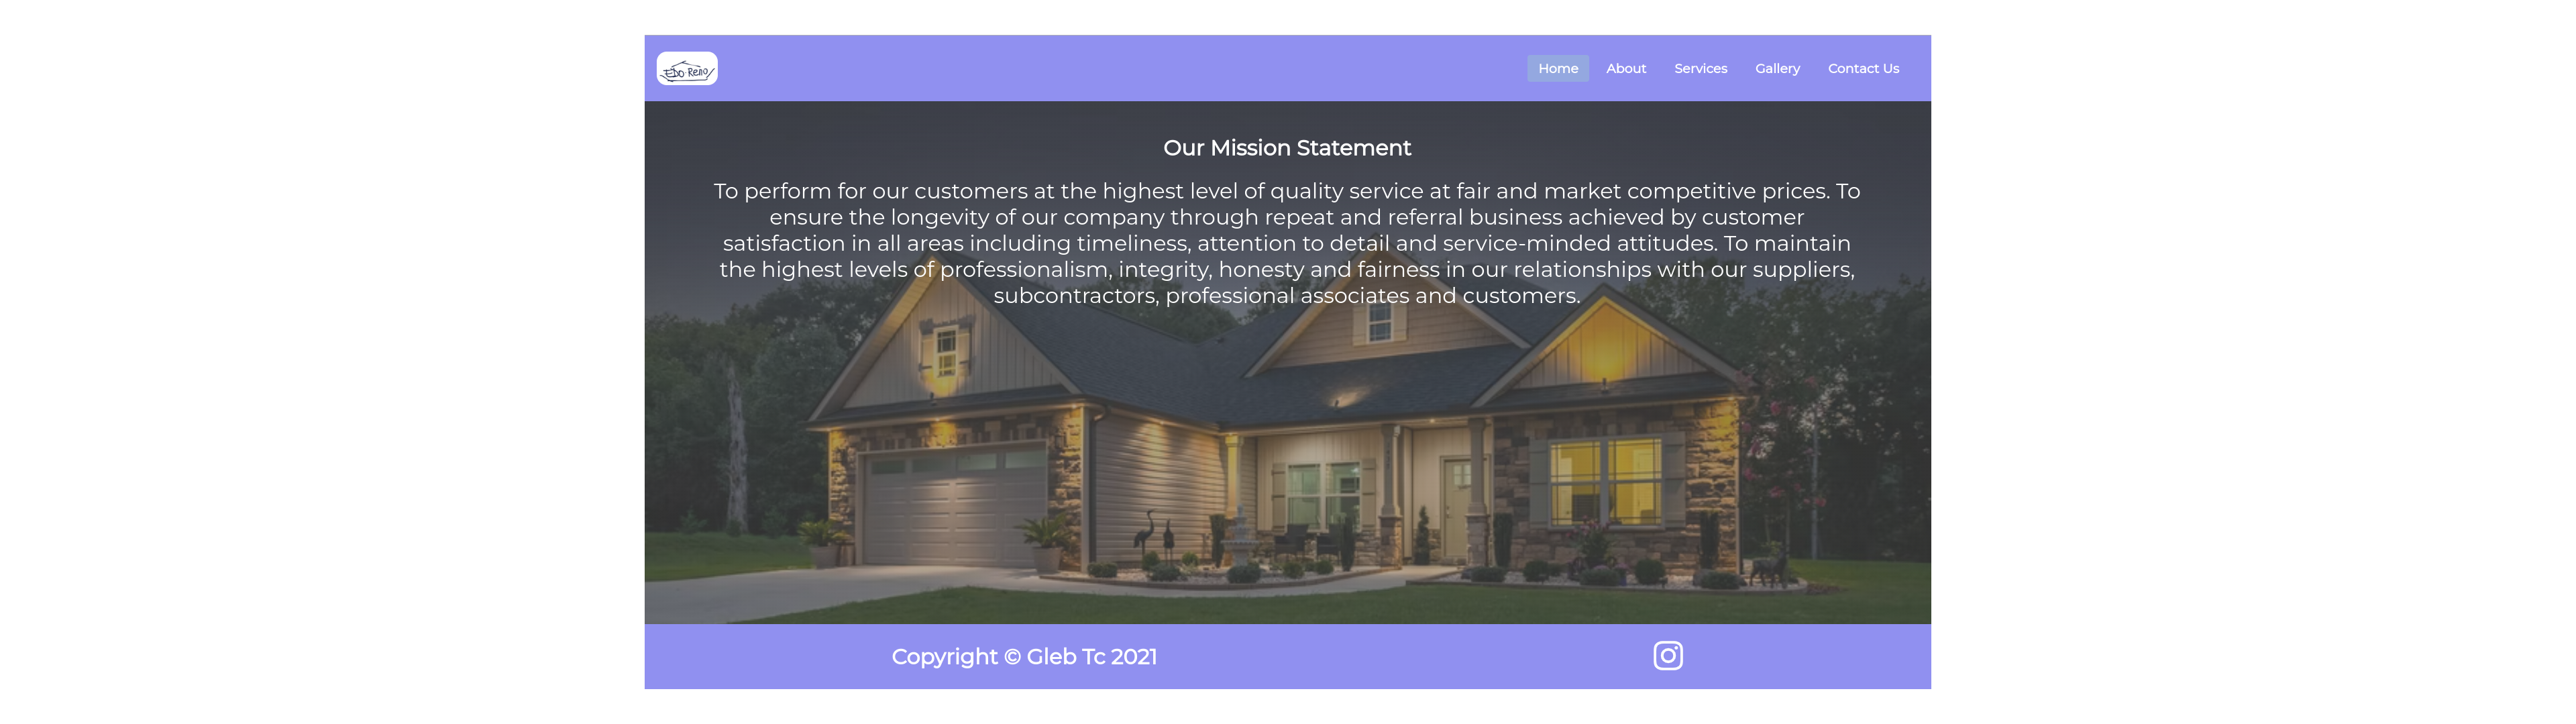 EDO Reno
Home About Services Gallery Contact Us
Our Mission Statement
To perform for our customers at the highest level of quality service at fair and market competitive prices. To
ensure the longevity of our company through repeat and referral business achieved by customer
satisfaction in all areas including timeliness, attention to detail and service-minded attitudes. To maintain
the highest levels of professionalism, integrity, honesty and fairness in our relationships with our suppliers,
subcontractors, professional associates and customers.
Copyright © Gleb Tc 2021